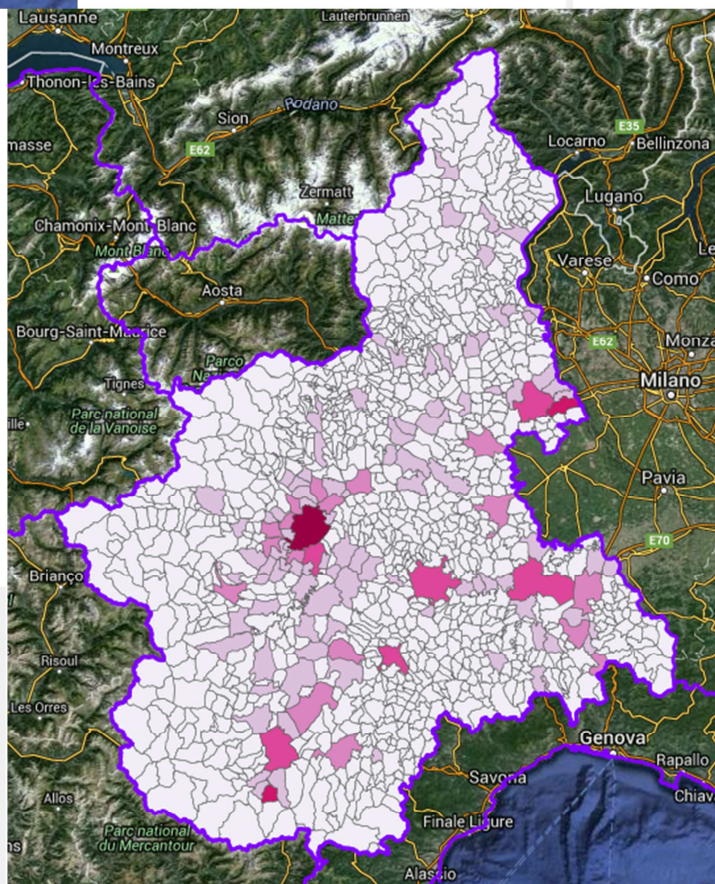 Lausanne
Lauterbrunnen
Montreux
Thonon-les-Bains
Rodano
Sion
E35
masse
E62
Locarno
Bellinzona
Zermatt
Lugano
Chamonix-Mont-Blanc
Matte
Mont Blanc
Varese
Como
Aosta
Bourg-Saint-Maurice
E62
Monza
Parco
Tignes
Milano
Parc national
de la Vanoise
Pavia
E70
Briançon
Risoul
Les Orres
Genova
Rapallo
Savona
Chiav
Allos
Finale Ligure
Parc national
du Mercantour
Alassio